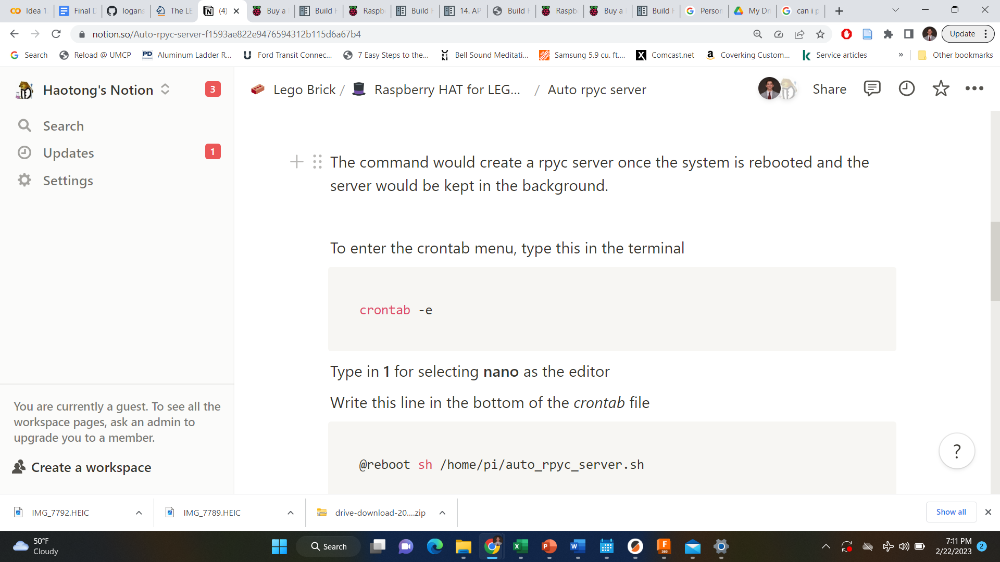 Idea 1.
Final D
logans
The LE
(4)
Buy a
Build H
Raspb
Build H
14. AP
Build H
Raspb
Buy a
Build H
Person
My Dri
can i p
notion.so/Auto-rpyc-server-f1593ae822e9476594312b115d6a67b4
Update
Search
Reload @ UMCP
PD
Aluminum Ladder R...
Ford Transit Connec...
7 Easy Steps to the...
Bell Sound Meditati...
Samsung 5.9 cu. ft....
Comcast.net
Coverking Custom...
Service articles
»
Other bookmarks
Haotong's Notion
3
Lego Brick / Raspberry HAT for LEG... / Auto rpyc server
Share
Search
Updates
1
Settings
The command would create a rpyc server once the system is rebooted and the
server would be kept in the background.
To enter the crontab menu, type this in the terminal
crontab -e
Type in 1 for selecting nano as the editor
Write this line in the bottom of the crontab file
@reboot sh /home/pi/auto_rpyc_server.sh
You are currently a guest. To see all the
workspace pages, ask an admin to
upgrade you to a member.
Create a workspace
?
IMG_7792.HEIC
IMG_7789.HEIC
drive-download-20....zip
Show all
50°F
Cloudy
Search
7:11 PM
2/22/2023
2